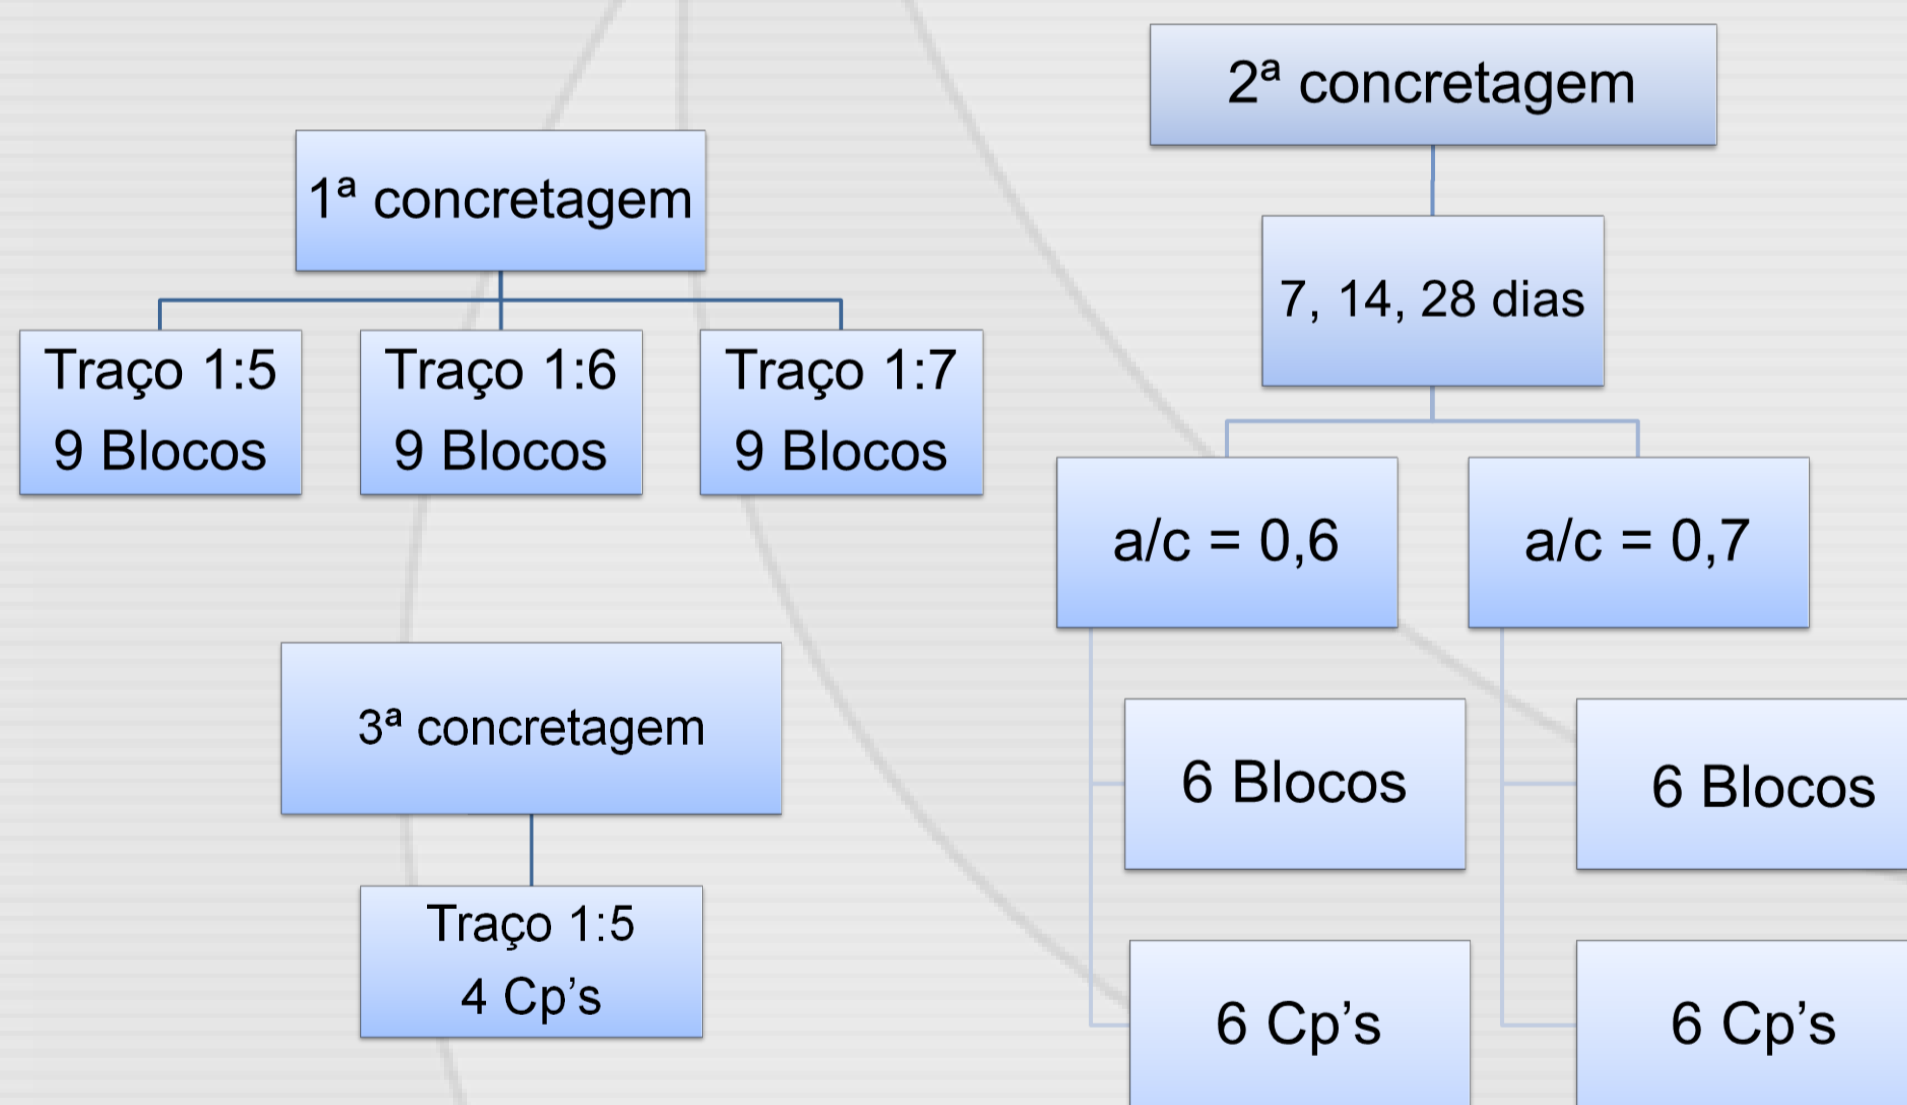 1ª concretagem
Traço 1:5
9 Blocos
Traço 1:6
9 Blocos
Traço 1:7
9 Blocos
3ª concretagem
Traço 1:5
4 Cp’s
2ª concretagem
7, 14, 28 dias
a/c = 0,6
a/c = 0,7
6 Blocos
6 Blocos
6 Cp’s
6 Cp’s